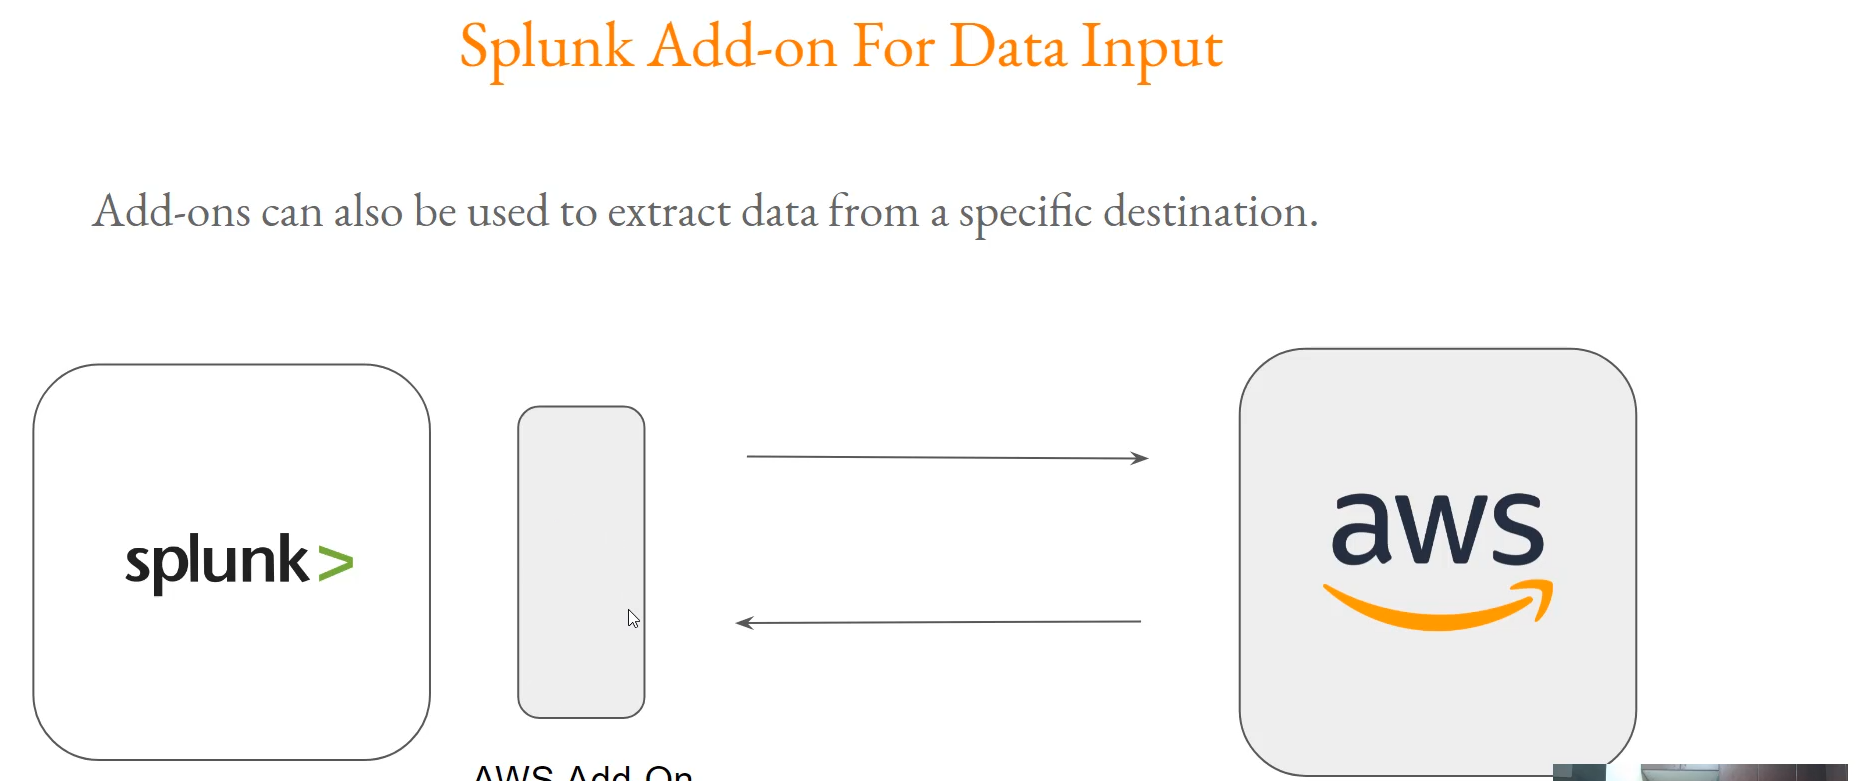 Splunk Add-on For Data Input
Add-ons can also be used to extract data from a specific destination.
splunk>
aws
AWS Add-On